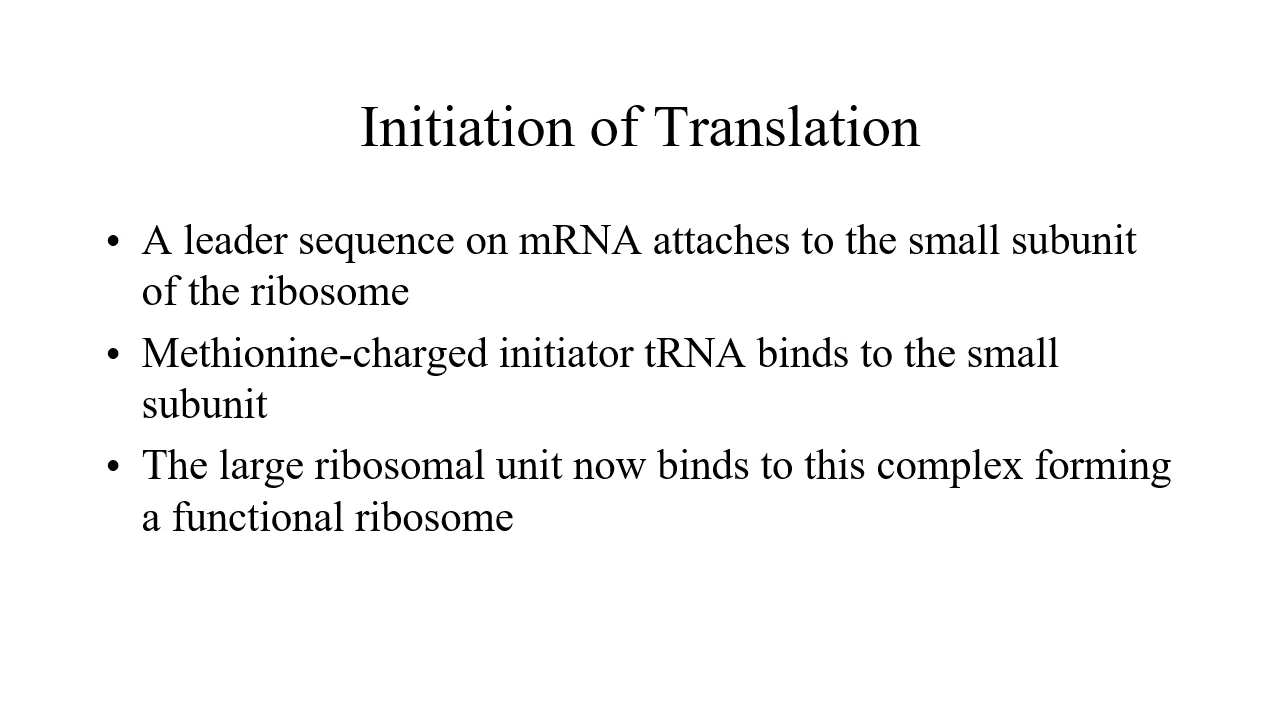 Initiation of Translation
• A leader sequence on mRNA attaches to the small subunit
of the ribosome
• Methionine-charged initiator tRNA binds to the small
subunit
• The large ribosomal unit now binds to this complex forming
a functional ribosome